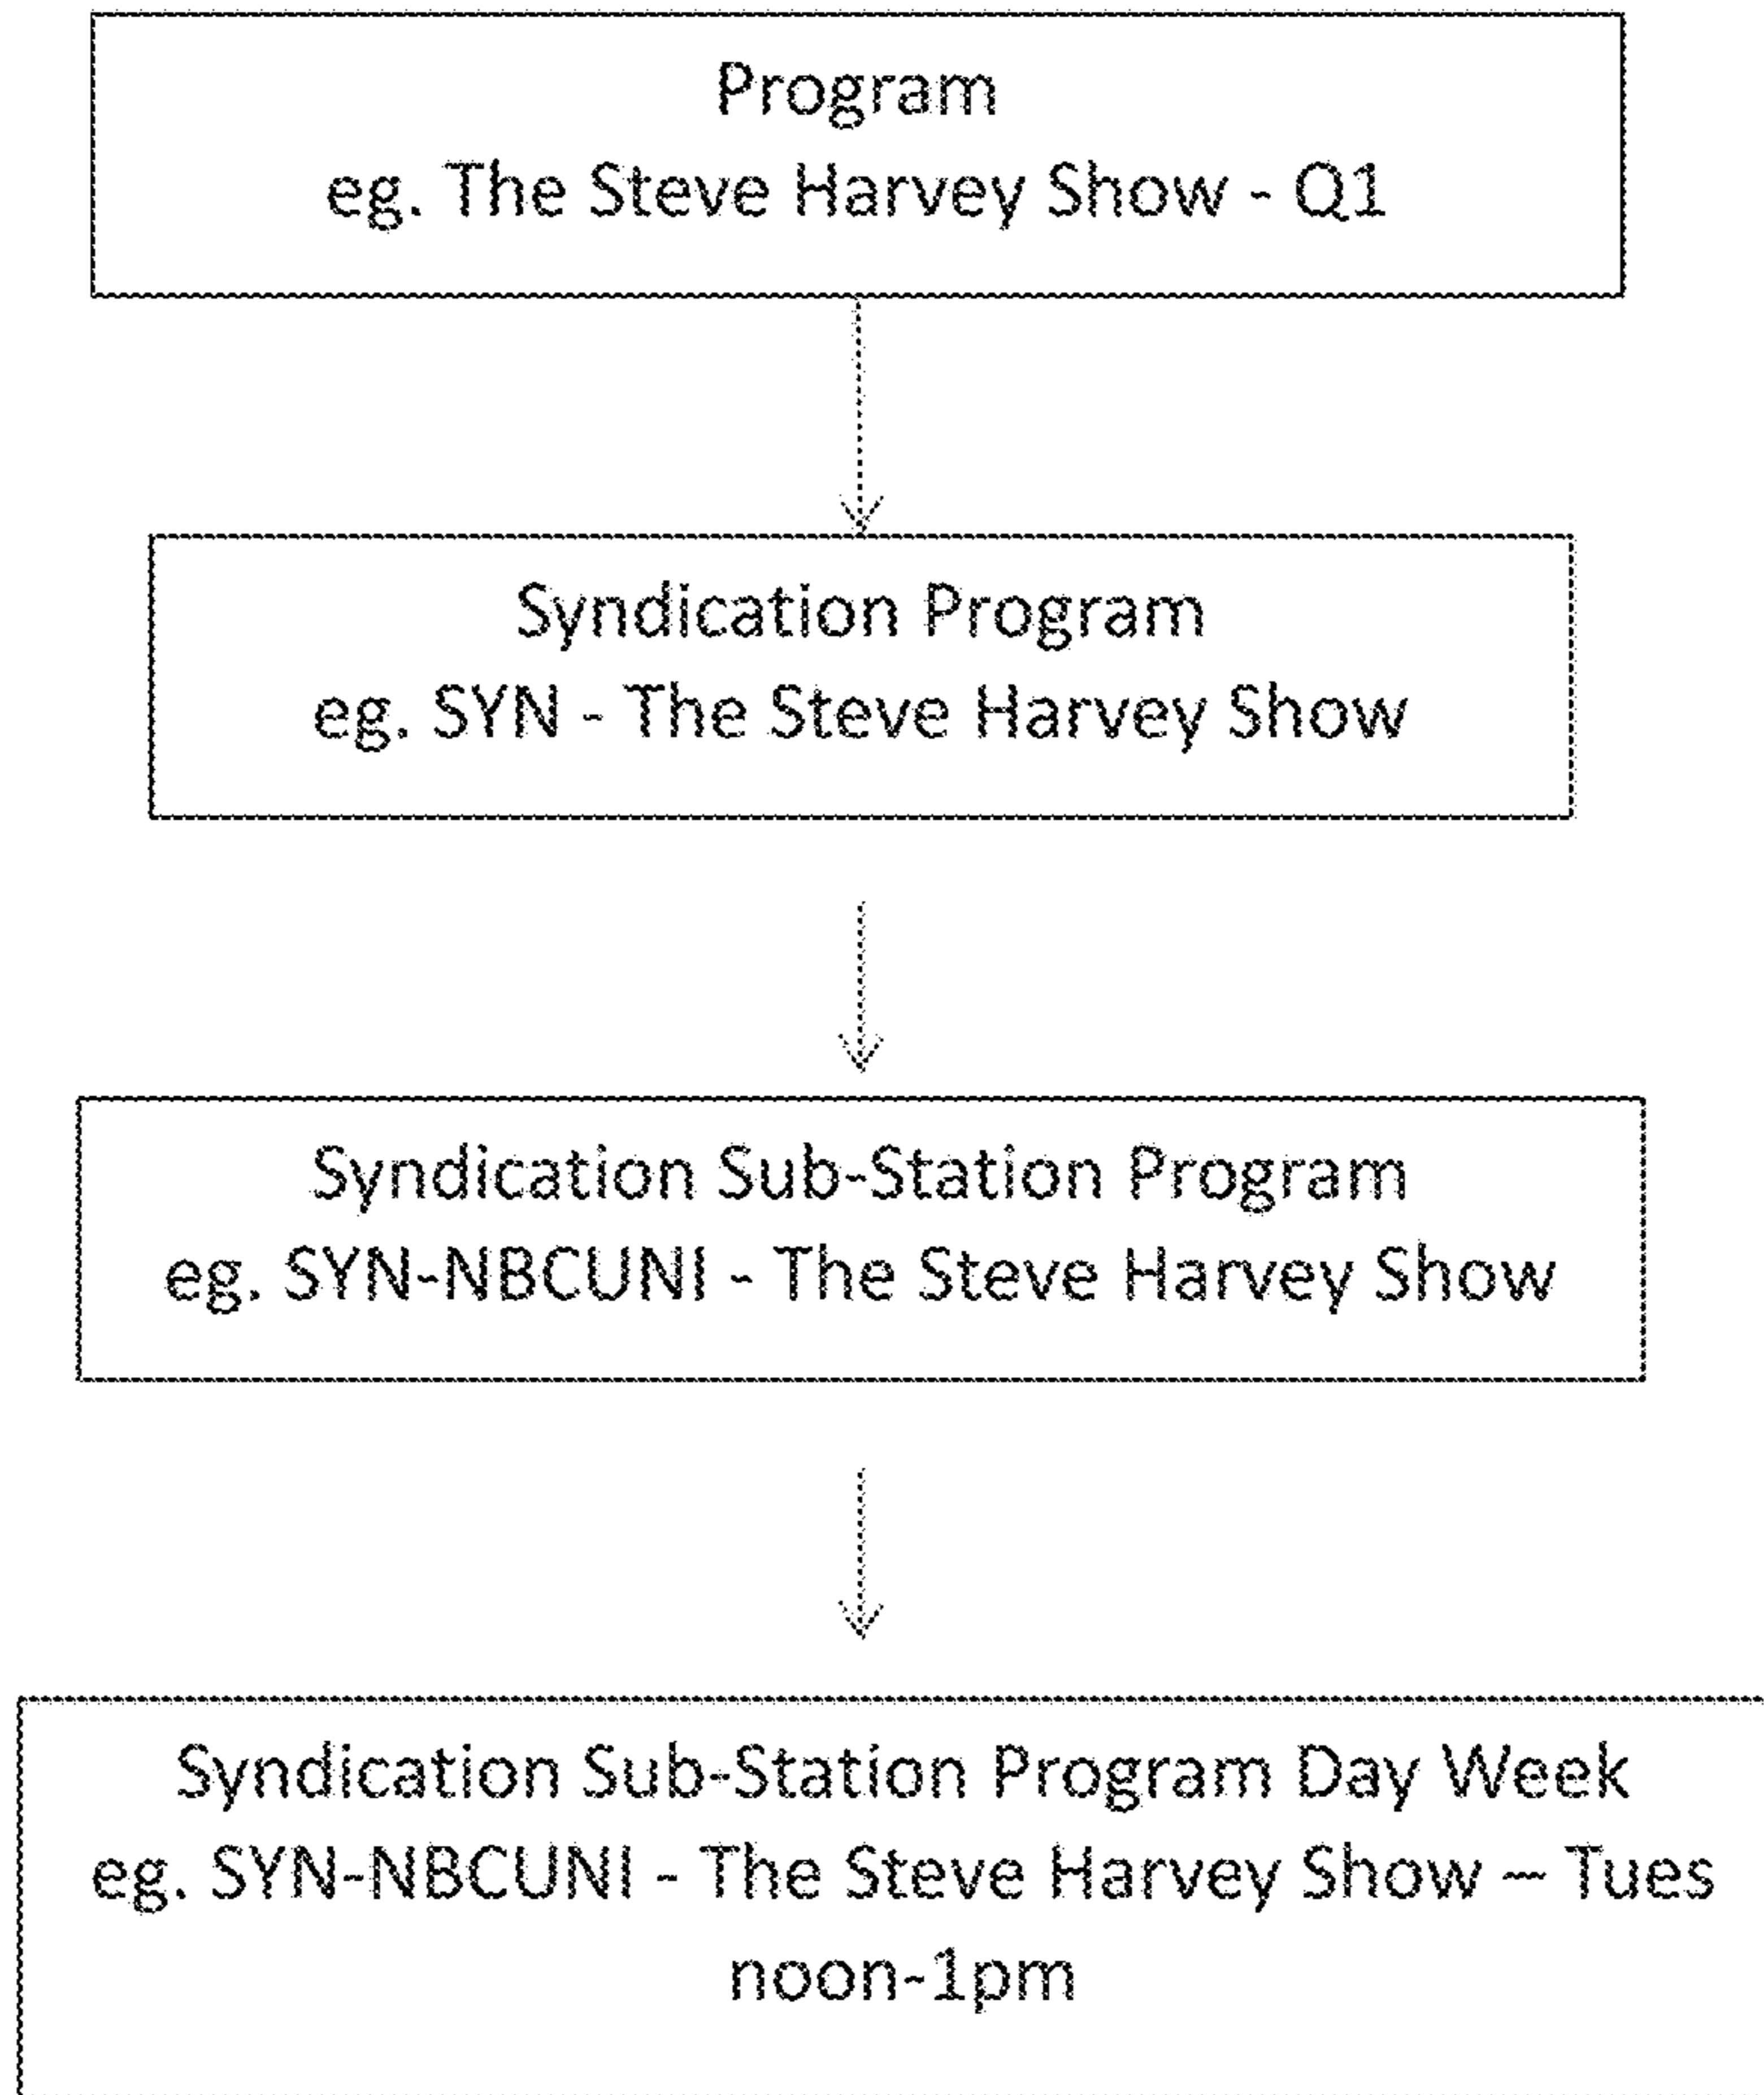 Program
eg. The Steve Harvey Show - Q1
Syndication Program
eg. SYN - The Steve Harvey Show
Syndication Sub-Station Program
eg. SYN-NBCUNI - The Steve Harvey Show
Syndication Sub-Station Program Day Week
eg. SYN-NBCUNI - The Steve Harvey Show – Tues
noon-1pm